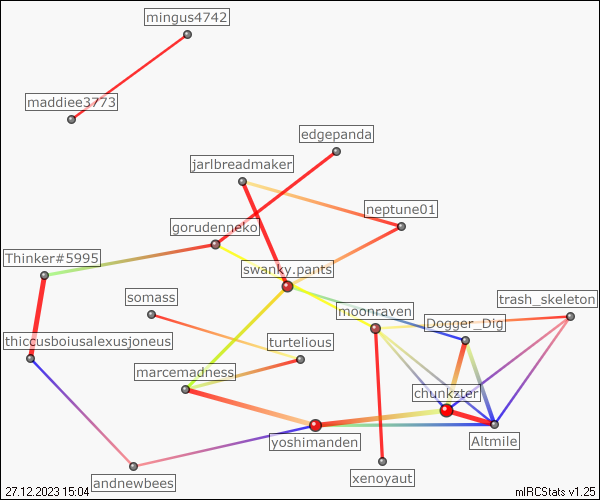 mingus4742
maddiee3773
edgepanda
jarlbreadmaker
neptune01
gorudenneko
Thinker#5995
swanky.pants
somass
trash_skeleton
moonraven
Dogger_Dig
thiccusboiusalexusjoneus
turtelious
marcemadness
chunkzter
yoshimanden
Altmile
andnewbees
xenoyaut
27.12.2023 15:04
mIRCStats v1.25